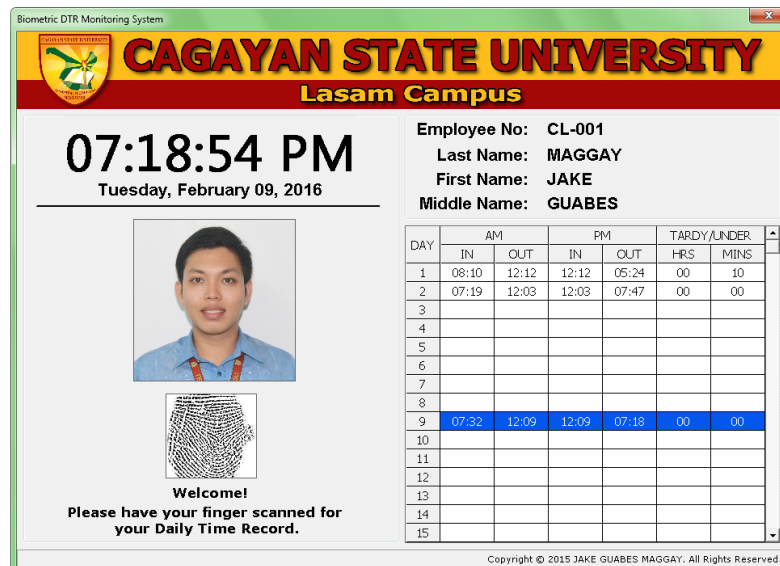 Biometric DTR Monitoring System
CAGAYAN STATE UNIVERSITY
Lasam Campus
07:18:54 PM
Tuesday, February 09, 2016
Welcome!
Please have your finger scanned for
your Daily Time Record.
Employee No: CL-001
Last Name: MAGGAY
First Name: JAKE
Middle Name: GUABES
DAY AM PM TARDY/UNDER
IN OUT IN OUT HRS MINS
1 08:10 12:12 12:12 05:24 00 10
2 07:19 12:03 12:03 07:47 00 00
3
4
5
6
7
8
9 07:32 12:09 12:09 07:18 00 00
10
11
12
13
14
15
Copyright © 2015 JAKE GUABES MAGGAY. All Rights Reserved.